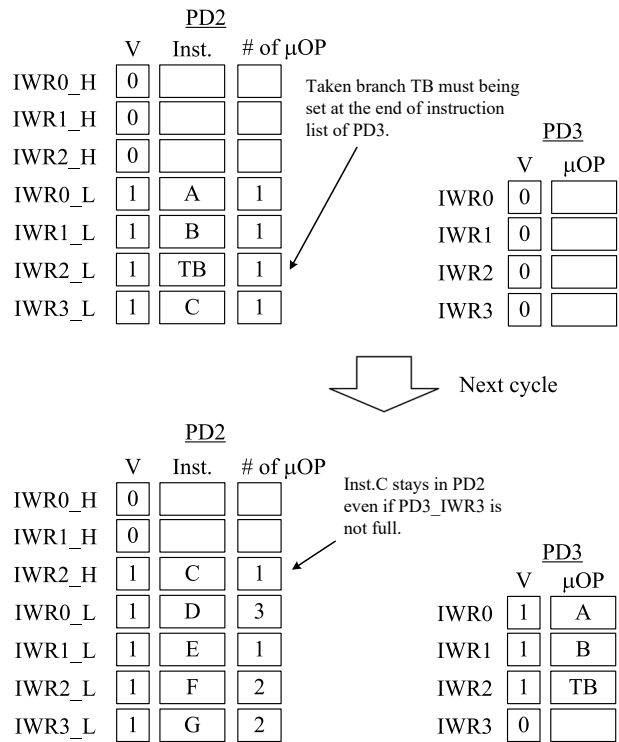 PD2
V Inst. # of μOP
IWR0_H 0
IWR1_H 0
IWR2_H 0
IWR0_L 1 A 1
IWR1_L 1 B 1
IWR2_L 1 TB 1
IWR3_L 1 C 1
Taken branch TB must being
set at the end of instruction
list of PD3.
PD3
V μOP
IWR0 0
IWR1 0
IWR2 0
IWR3 0
Next cycle
PD2
V Inst. # of μOP
IWR0_H 0
IWR1_H 0
IWR2_H 1 C 1
IWR0_L 1 D 3
IWR1_L 1 E 1
IWR2_L 1 F 2
IWR3_L 1 G 2
Inst.C stays in PD2
even if PD3_IWR3 is
not full.
PD3
V μOP
IWR0 1 A
IWR1 1 B
IWR2 1 TB
IWR3 0